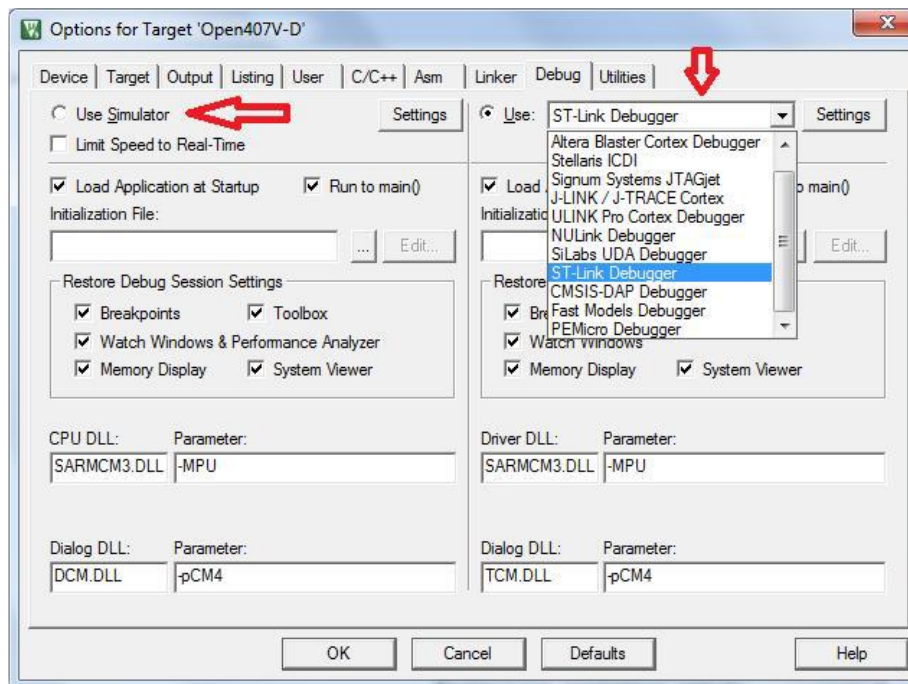 Options for Target 'Open407V-D'
Device Target Output Listing User C/C++ Asm Linker Debug Utilities
Use Simulator Settings Use: ST-Link Debugger Settings
Limit Speed to Real-Time
Altera Blaster Cortex Debugger
Stellaris ICDI
Signum Systems JTAGjet
J-LINK / J-TRACE Cortex
ULINK Pro Cortex Debugger
NULink Debugger
SiLabs UDA Debugger
ST-Link Debugger
CMSIS-DAP Debugger
Fast Models Debugger
PEMicro Debugger
Load Application at Startup Run to main() Load main()
Initialization File: Initializatio
... Edit... Edit...
Restore Debug Session Settings Restore
Breakpoints Toolbox Bre
Watch Windows & Performance Analyzer Watch Windows
Memory Display System Viewer Memory Display System Viewer
CPU DLL: Parameter: Driver DLL: Parameter:
SARMCM3.DLL -MPU SARMCM3.DLL -MPU
Dialog DLL: Parameter: Dialog DLL: Parameter:
DCM.DLL -pCM4 TCM.DLL -pCM4
OK Cancel Defaults Help